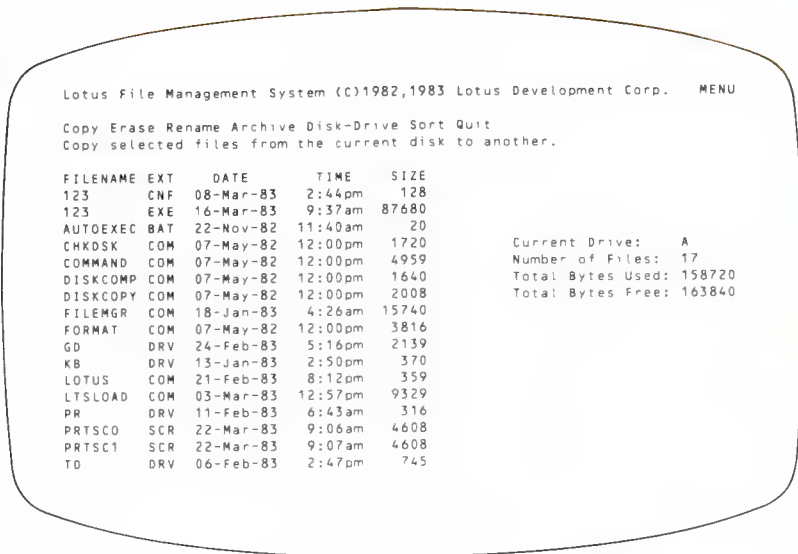 Lotus File Management System (C)1982,1983 Lotus Development Corp. MENU
Copy Erase Rename Archive Disk-Drive Sort Quit
Copy selected files from the current disk to another.
FILENAME EXT DATE TIME SIZE
123 CNF 08-Mar-83 2:44pm 128
123 EXE 16-Mar-83 9:37am 87680
AUTOEXEC BAT 22-Nov-82 11:40am 20
CHKDSK COM 07-May-82 12:00pm 1720 Current Drive: A
COMMAND COM 07-May-82 12:00pm 4959 Number of Files: 17
DISKCOMP COM 07-May-82 12:00pm 1640 Total Bytes Used: 158720
DISKCOPY COM 07-May-82 12:00pm 2008 Total Bytes Free: 163840
FILEMGR COM 18-Jan-83 4:26am 15740
FORMAT COM 07-May-82 12:00pm 3816
GD DRV 24-Feb-83 5:16pm 2139
KB DRV 13-Jan-83 2:50pm 370
LOTUS COM 21-Feb-83 8:12pm 359
LTSLOAD COM 03-Mar-83 12:57pm 9329
PR DRV 11-Feb-83 6:43am 316
PRTSC0 SCR 22-Mar-83 9:06am 4608
PRTSC1 SCR 22-Mar-83 9:07am 4608
TD DRV 06-Feb-83 2:47pm 745